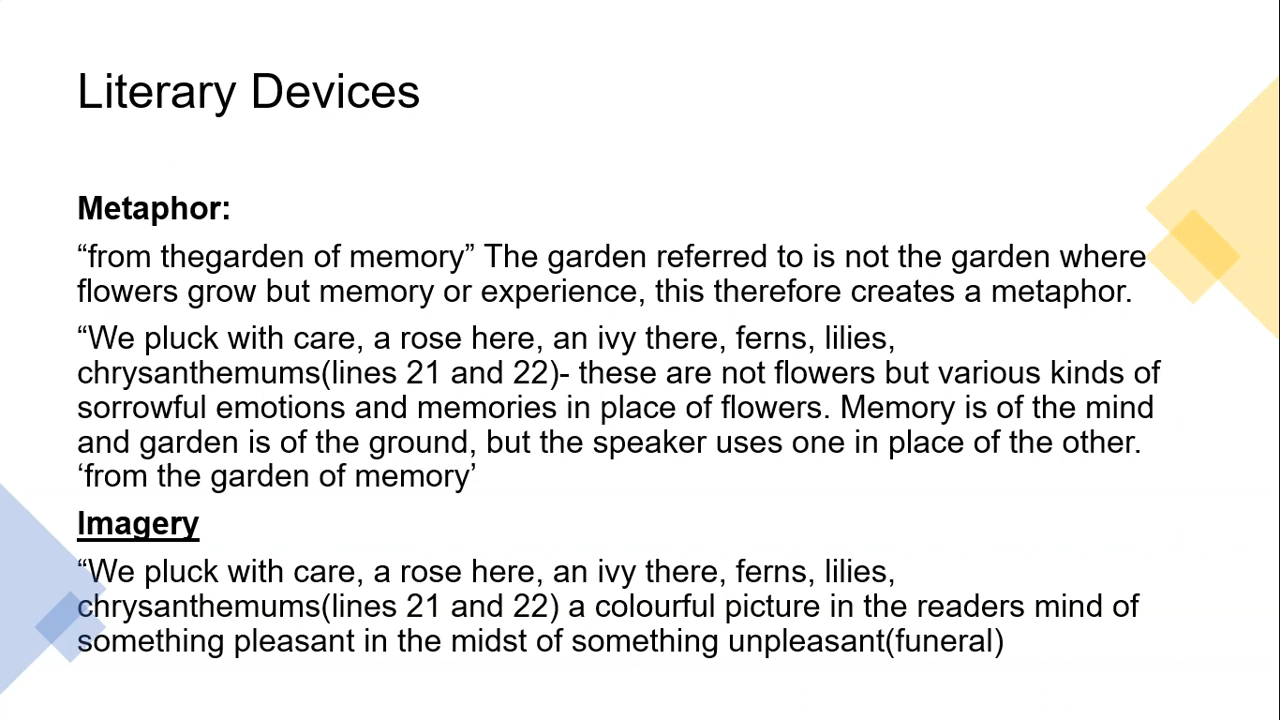 Literary Devices
Metaphor:
“from thegarden of memory” The garden referred to is not the garden where
flowers grow but memory or experience, this therefore creates a metaphor.
“We pluck with care, a rose here, an ivy there, ferns, lilies,
chrysanthemums(lines 21 and 22)- these are not flowers but various kinds of
sorrowful emotions and memories in place of flowers. Memory is of the mind
and garden is of the ground, but the speaker uses one in place of the other.
‘from the garden of memory’
Imagery
“We pluck with care, a rose here, an ivy there, ferns, lilies,
chrysanthemums(lines 21 and 22) a colourful picture in the readers mind of
something pleasant in the midst of something unpleasant(funeral)